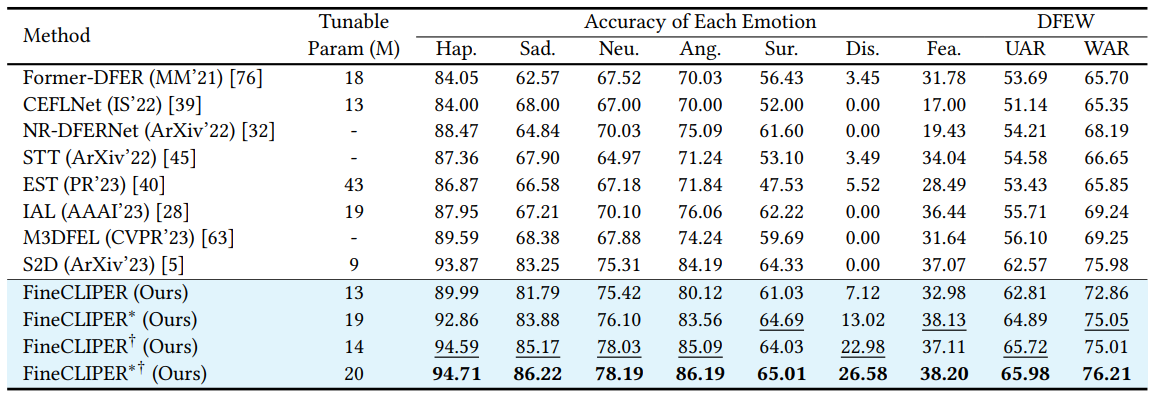 Method Tunable Param (M) Accuracy of Each Emotion DFEW
Hap. Sad. Neu. Ang. Sur. Dis. Fea. UAR WAR
Former-DFER (MM'21) [76] 18 84.05 62.57 67.52 70.03 56.43 3.45 31.78 53.69 65.70
CEFLNet (IS'22) [39] 13 84.00 68.00 67.00 70.00 52.00 0.00 17.00 51.14 65.35
NR-DFERNet (ArXiv'22) [32] - 88.47 64.84 70.03 75.09 61.60 0.00 19.43 54.21 68.19
STT (ArXiv'22) [45] - 87.36 67.90 64.97 71.24 53.10 3.49 34.04 54.58 66.65
EST (PR'23) [40] 43 86.87 66.58 67.18 71.84 47.53 5.52 28.49 53.43 65.85
IAL (AAAI'23) [28] 19 87.95 67.21 70.10 76.06 62.22 0.00 36.44 55.71 69.24
M3DFEL (CVPR'23) [63] - 89.59 68.38 67.88 74.24 59.69 0.00 31.64 56.10 69.25
S2D (ArXiv'23) [5] 9 93.87 83.25 75.31 84.19 64.33 0.00 37.07 62.57 75.98
FineCLIPER (Ours) 13 89.99 81.79 75.42 80.12 61.03 7.12 32.98 62.81 72.86
FineCLIPER* (Ours) 19 92.86 83.88 76.10 83.56 64.69 13.02 38.13 64.89 75.05
FineCLIPER† (Ours) 14 94.59 85.17 78.03 85.09 64.03 22.98 37.11 65.72 75.01
FineCLIPER*† (Ours) 20 94.71 86.22 78.19 86.19 65.01 26.58 38.20 65.98 76.21